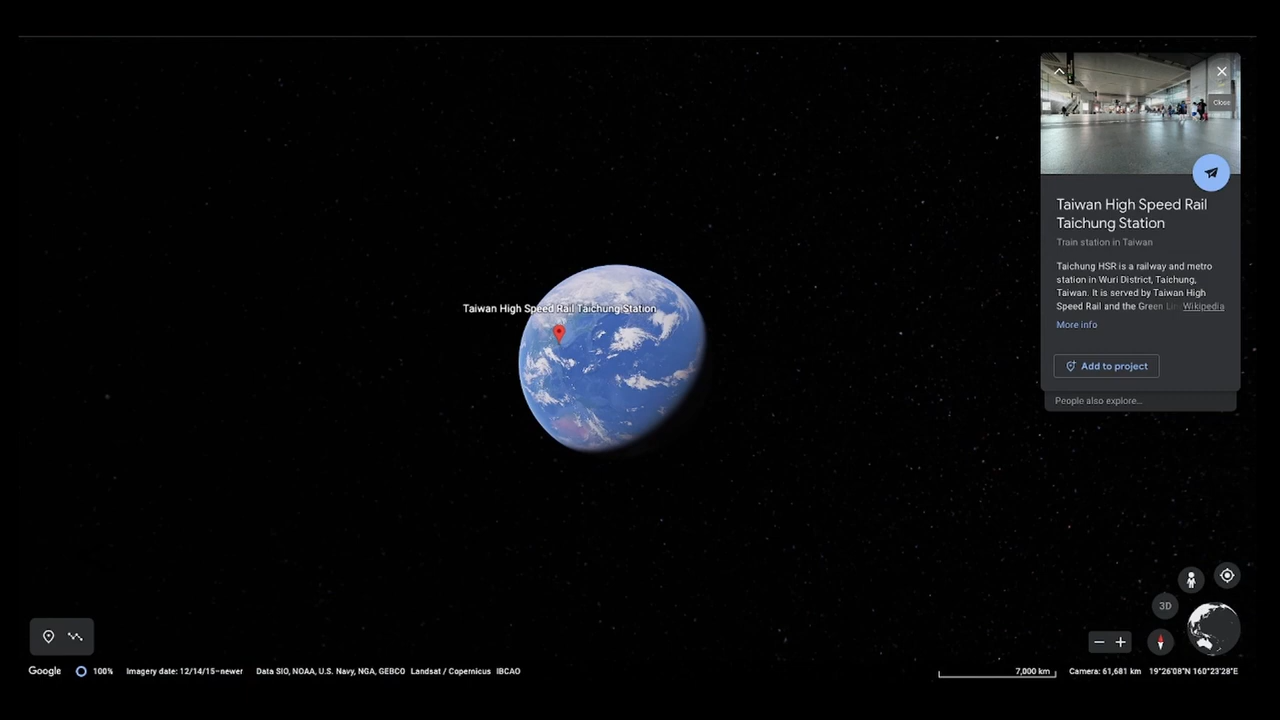 Close
Taiwan High Speed Rail
Taichung Station
Train station in Taiwan
Taichung HSR is a railway and metro
station in Wuri District, Taichung,
Taiwan. It is served by Taiwan High
Speed Rail and the Green Wikipedia
More info
Add to project
People also explore...
Taiwan High Speed Rail Taichung Station
3D
Google 100% Imagery date: 12/14/15–newer Data SIO, NOAA, U.S. Navy, NGA, GEBCO Landsat / Copernicus IBCAO 7,000 km Camera: 61,681 km 19°26'08"N 160°23'28"E